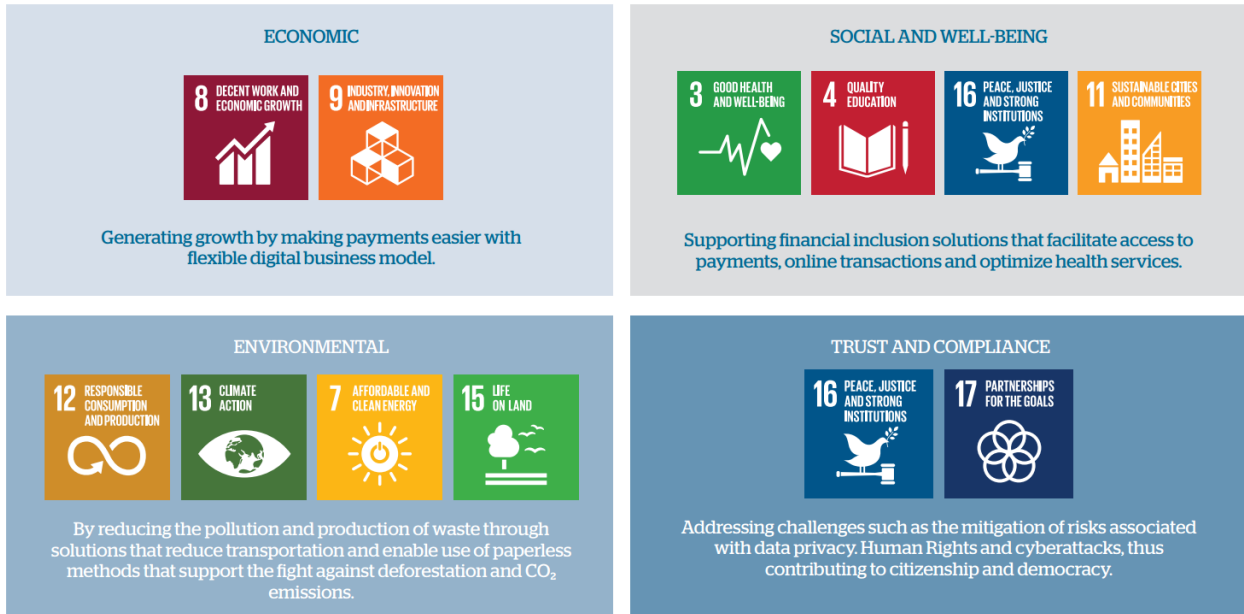 ECONOMIC
8 DECENT WORK AND
ECONOMIC GROWTH
9 INDUSTRY, INNOVATION
AND INFRASTRUCTURE
Generating growth by making payments easier with
flexible digital business model.
SOCIAL AND WELL-BEING
3 GOOD HEALTH
AND WELL-BEING
4 QUALITY
EDUCATION
16 PEACE, JUSTICE
AND STRONG
INSTITUTIONS
11 SUSTAINABLE CITIES
AND COMMUNITIES
Supporting financial inclusion solutions that facilitate access to
payments, online transactions and optimize health services.
ENVIRONMENTAL
12 RESPONSIBLE
CONSUMPTION
AND PRODUCTION
13 CLIMATE
ACTION
7 AFFORDABLE AND
CLEAN ENERGY
15 LIFE
ON LAND
By reducing the pollution and production of waste through
solutions that reduce transportation and enable use of paperless
methods that support the fight against deforestation and CO₂
emissions.
TRUST AND COMPLIANCE
16 PEACE, JUSTICE
AND STRONG
INSTITUTIONS
17 PARTNERSHIPS
FOR THE GOALS
Addressing challenges such as the mitigation of risks associated
with data privacy. Human Rights and cyberattacks, thus
contributing to citizenship and democracy.